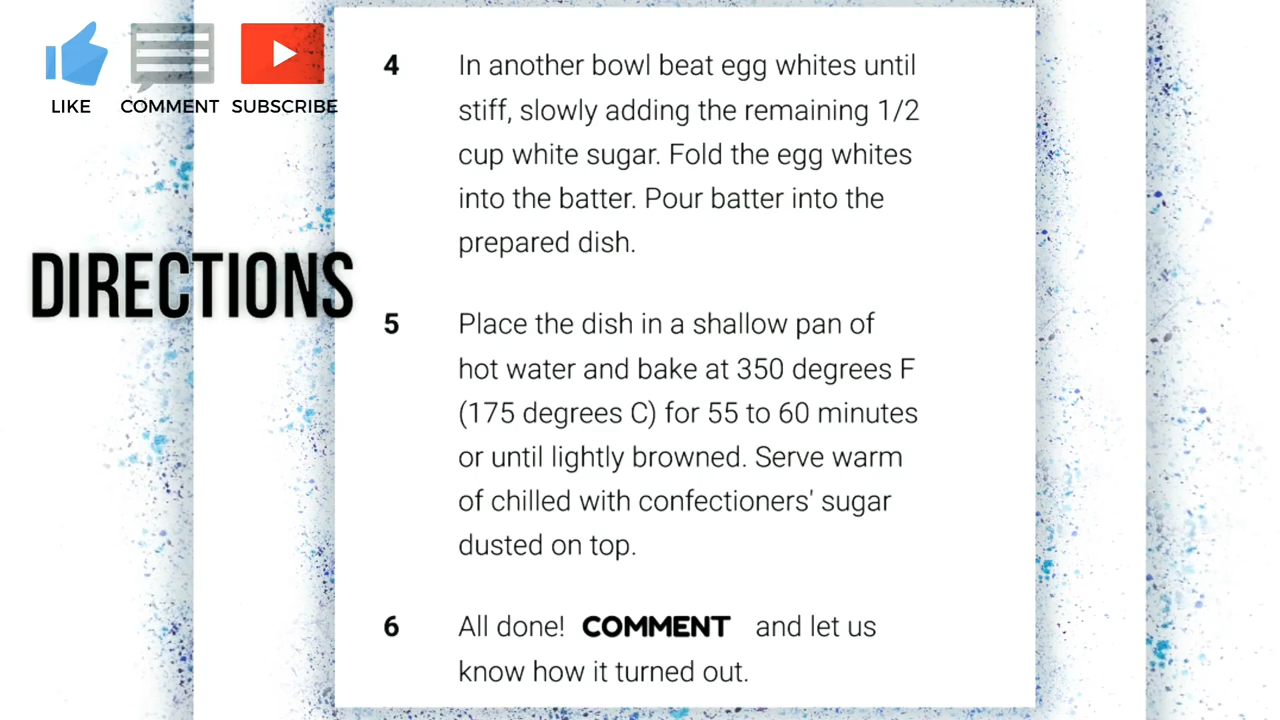 LIKE COMMENT SUBSCRIBE
DIRECTIONS
4 In another bowl beat egg whites until
stiff, slowly adding the remaining 1/2
cup white sugar. Fold the egg whites
into the batter. Pour batter into the
prepared dish.
5 Place the dish in a shallow pan of
hot water and bake at 350 degrees F
(175 degrees C) for 55 to 60 minutes
or until lightly browned. Serve warm
of chilled with confectioners' sugar
dusted on top.
6 All done! COMMENT and let us
know how it turned out.